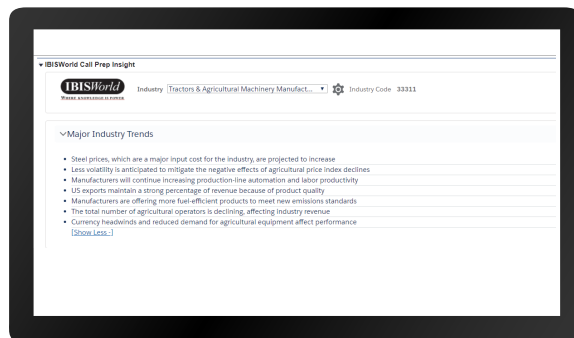 IBISWorld Call Prep Insight
IBISWorld
WHERE KNOWLEDGE IS POWER
Industry Tractors & Agricultural Machinery Manufact... Industry Code 33311
Major Industry Trends
Steel prices, which are a major input cost for the industry, are projected to increase
Less volatility is anticipated to mitigate the negative effects of agricultural price index declines
Manufacturers will continue increasing production-line automation and labor productivity
US exports maintain a strong percentage of revenue because of product quality
Manufacturers are offering more fuel-efficient products to meet new emissions standards
The total number of agricultural operators is declining, affecting industry revenue
Currency headwinds and reduced demand for agricultural equipment affect performance
[Show Less -]